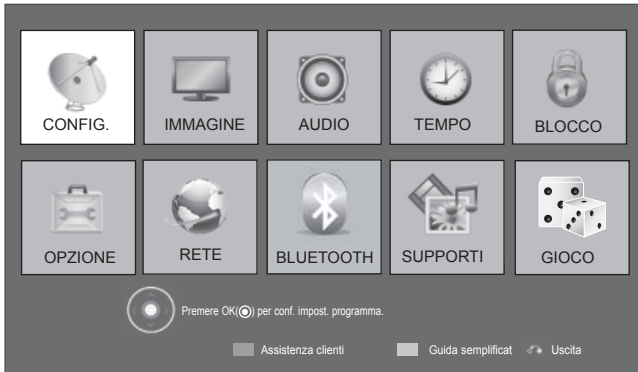 CONFIG.
IMMAGINE
AUDIO
TEMPO
BLOCCO
OPZIONE
RETE
BLUETOOTH
SUPPORTI
GIOCO
Premere OK(◉) per conf. impost. programma.
Assistenza clienti
Guida semplificat
Uscita